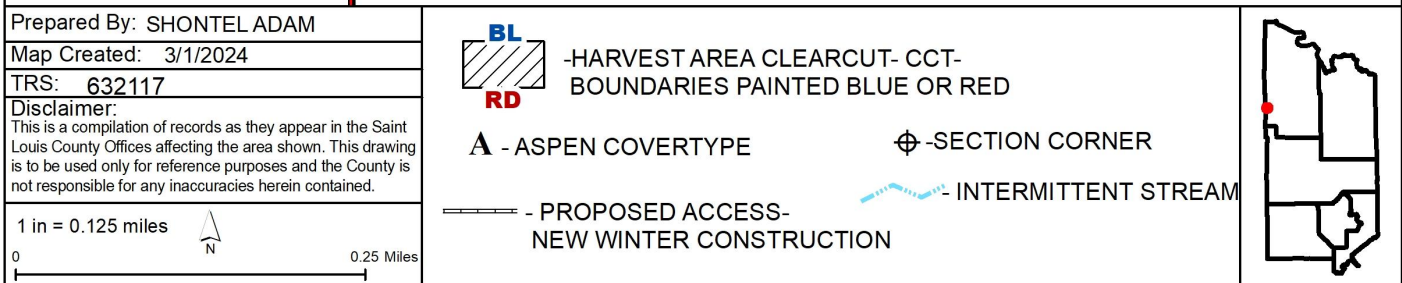 Prepared By: SHONTEL ADAM
Map Created: 3/1/2024
TRS: 632117
Disclaimer:
This is a compilation of records as they appear in the Saint
Louis County Offices affecting the area shown. This drawing
is to be used only for reference purposes and the County is
not responsible for any inaccuracies herein contained.
1 in = 0.125 miles
N
0 0.25 Miles
BL
-HARVEST AREA CLEARCUT- CCT-
BOUNDARIES PAINTED BLUE OR RED
RD
A - ASPEN COVERTYPE
-SECTION CORNER
- INTERMITTENT STREAM
- PROPOSED ACCESS-
NEW WINTER CONSTRUCTION